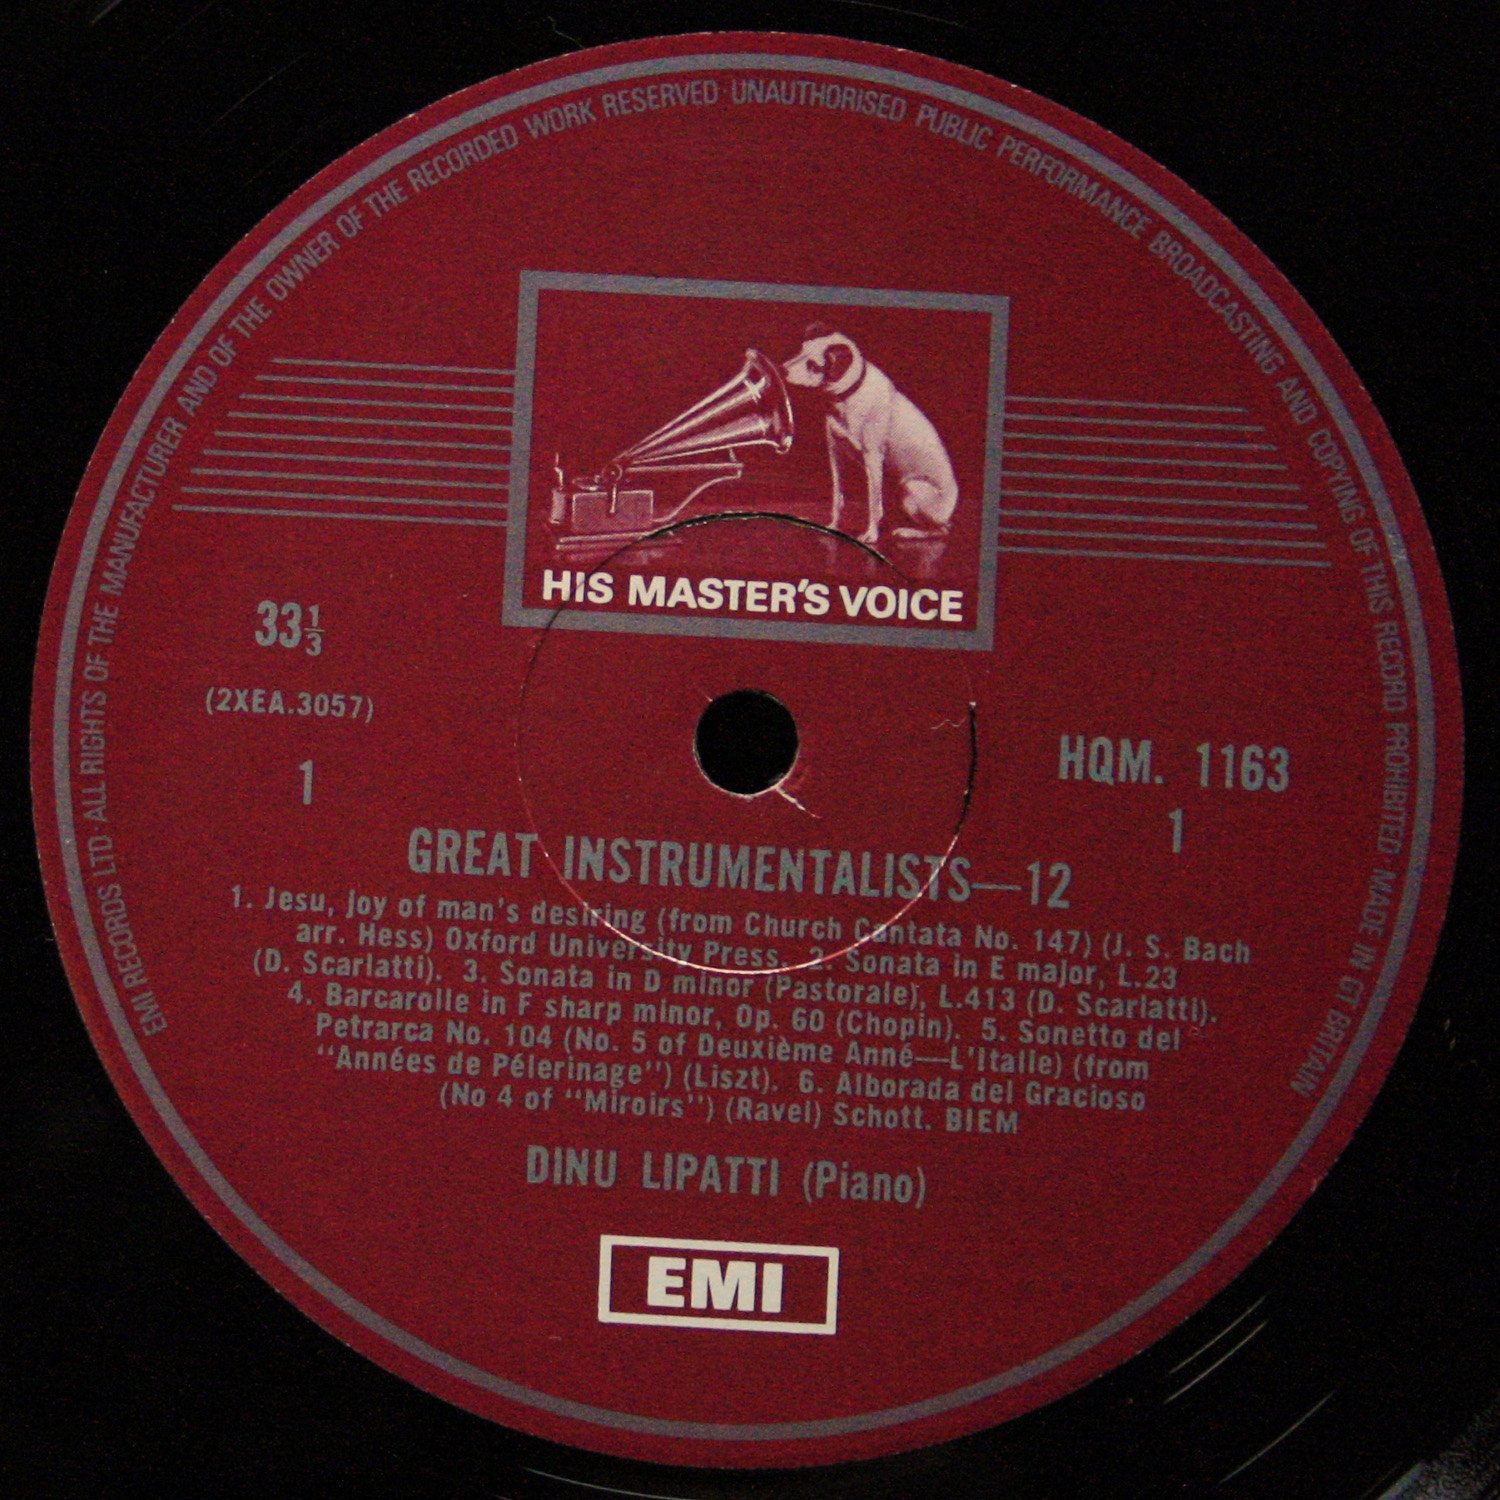 EMI RECORDS LTD · ALL RIGHTS OF THE MANUFACTURER AND OF THE OWNER OF THE RECORDED WORK RESERVED UNAUTHORISED PUBLIC PERFORMANCE BROADCASTING AND COPYING OF THIS RECORD PROHIBITED · MADE IN GT BRITAIN
HIS MASTER'S VOICE
33⅓
(2XEA.3057)
1
HQM. 1163
1
GREAT INSTRUMENTALISTS—12
1. Jesu, joy of man's desiring (from Church Cantata No. 147) (J. S. Bach
arr. Hess) Oxford University Press. 2. Sonata in E major, L.23
(D. Scarlatti). 3. Sonata in D minor (Pastorale), L.413 (D. Scarlatti).
4. Barcarolle in F sharp minor, Op. 60 (Chopin). 5. Sonetto del
Petrarca No. 104 (No. 5 of Deuxième Anné—L'Italie) (from
"Années de Pélerinage") (Liszt). 6. Alborada del Gracioso
(No 4 of "Miroirs") (Ravel) Schott. BIEM
DINU LIPATTI (Piano)
EMI